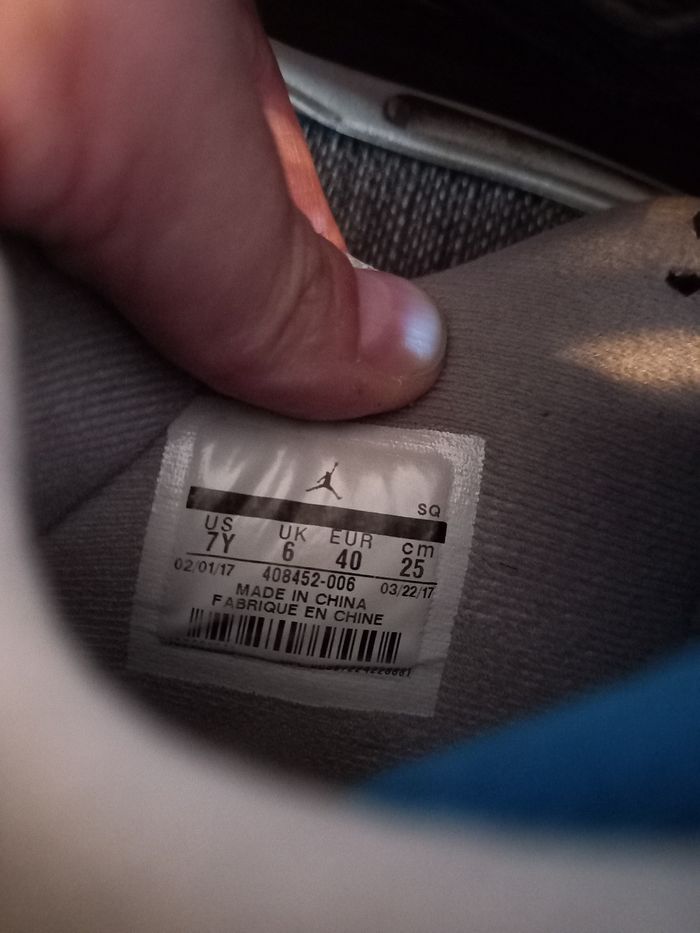 SQ
US UK EUR cm
7Y 6 40 25
02/01/17 408452-006 03/22/17
MADE IN CHINA
FABRIQUE EN CHINE